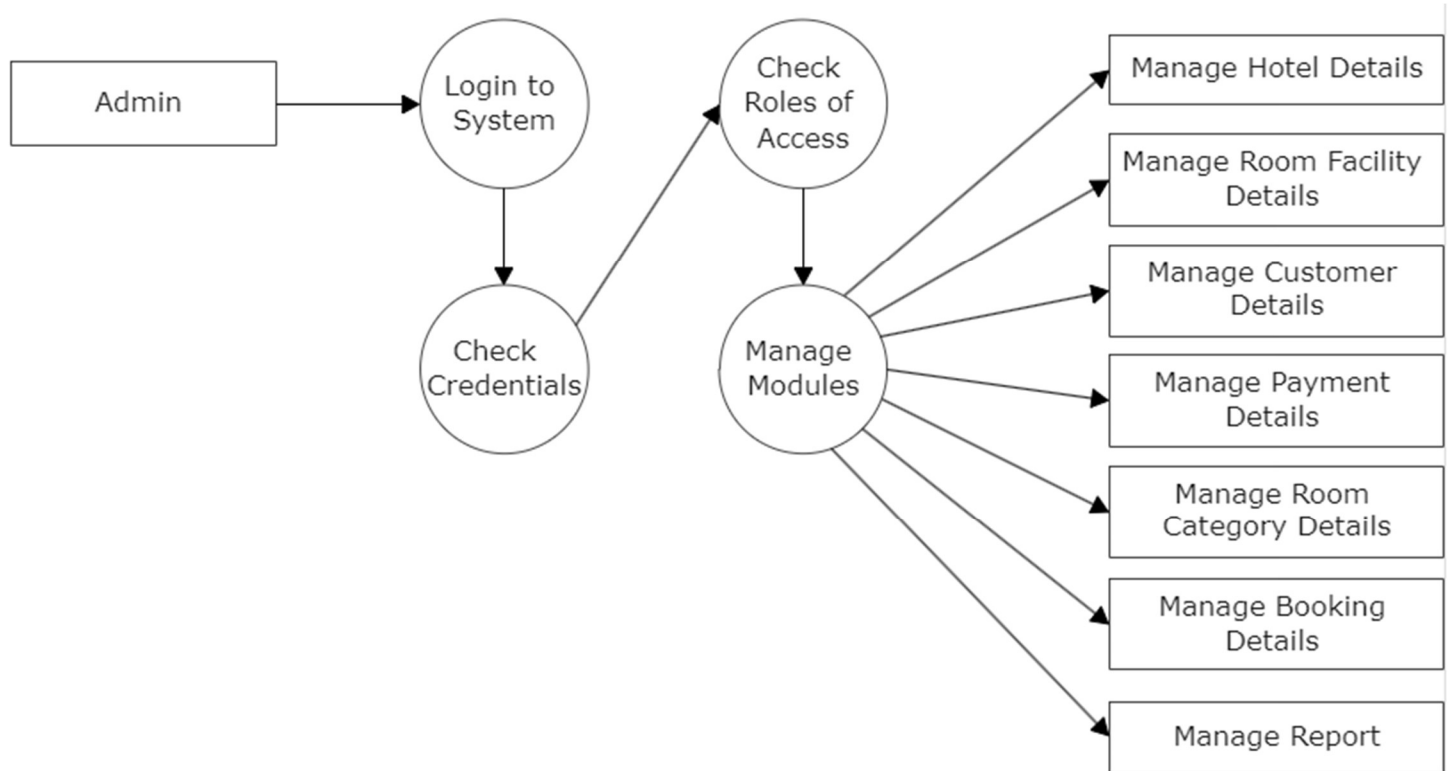 Admin
Login to
System
Check
Credentials
Check
Roles of
Access
Manage
Modules
Manage Hotel Details
Manage Room Facility
Details
Manage Customer
Details
Manage Payment
Details
Manage Room
Category Details
Manage Booking
Details
Manage Report